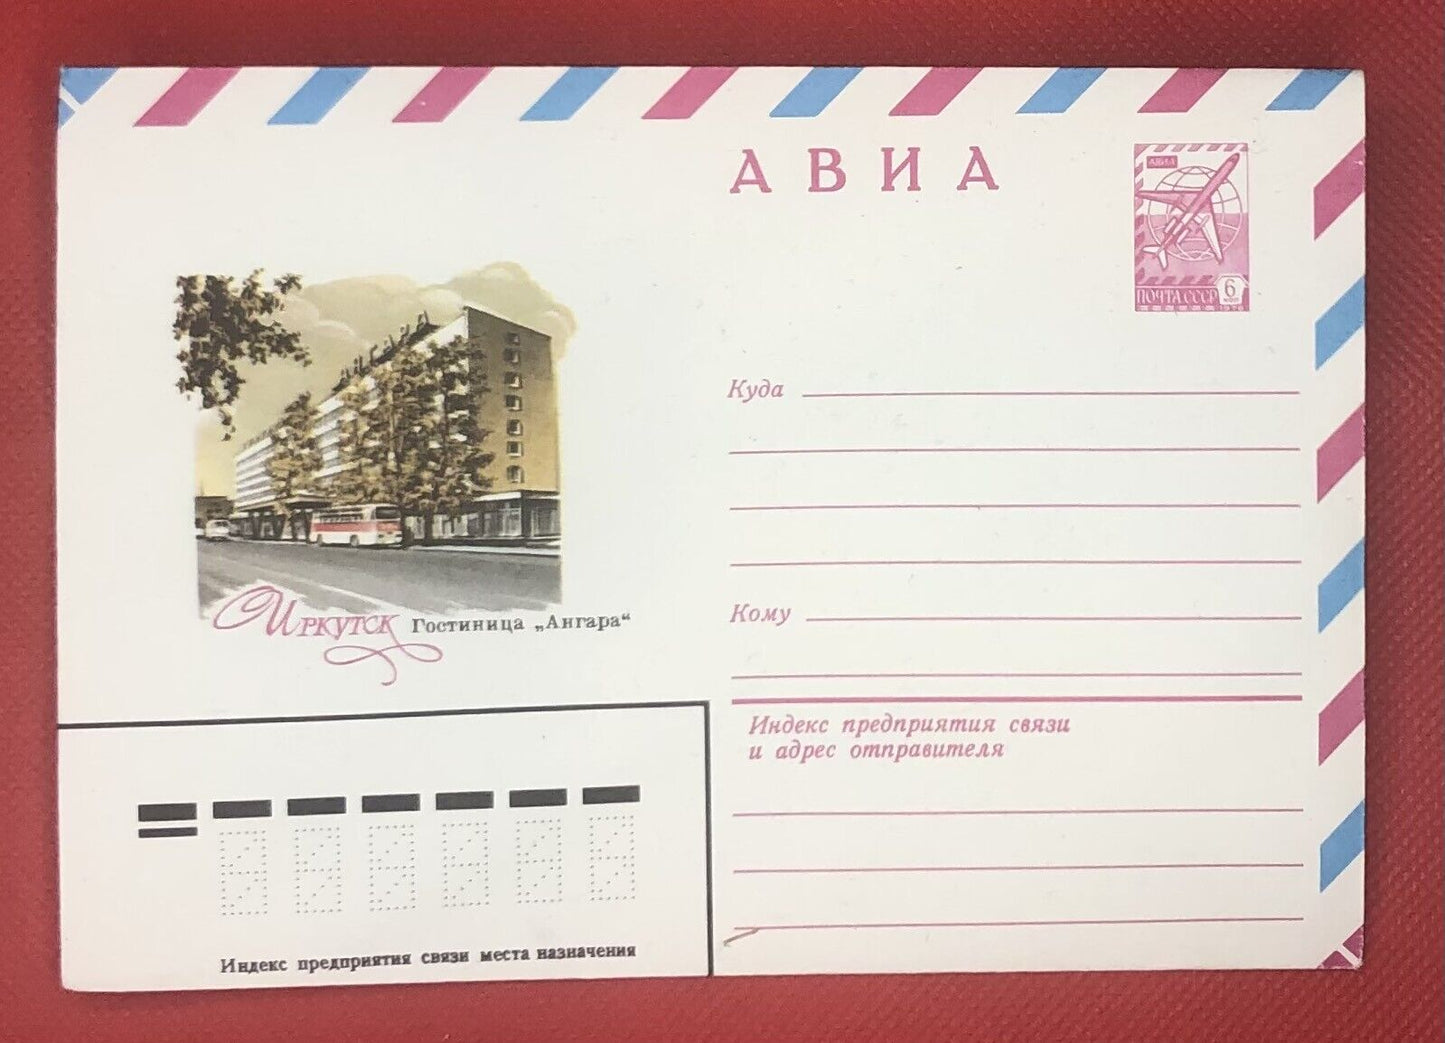 АВИА
АВИА
ПОЧТА СССР
6
коп
Куда
Иркутск Гостиница „Ангара“
Кому
Индекс предприятия связи
и адрес отправителя
Индекс предприятия связи места назначения